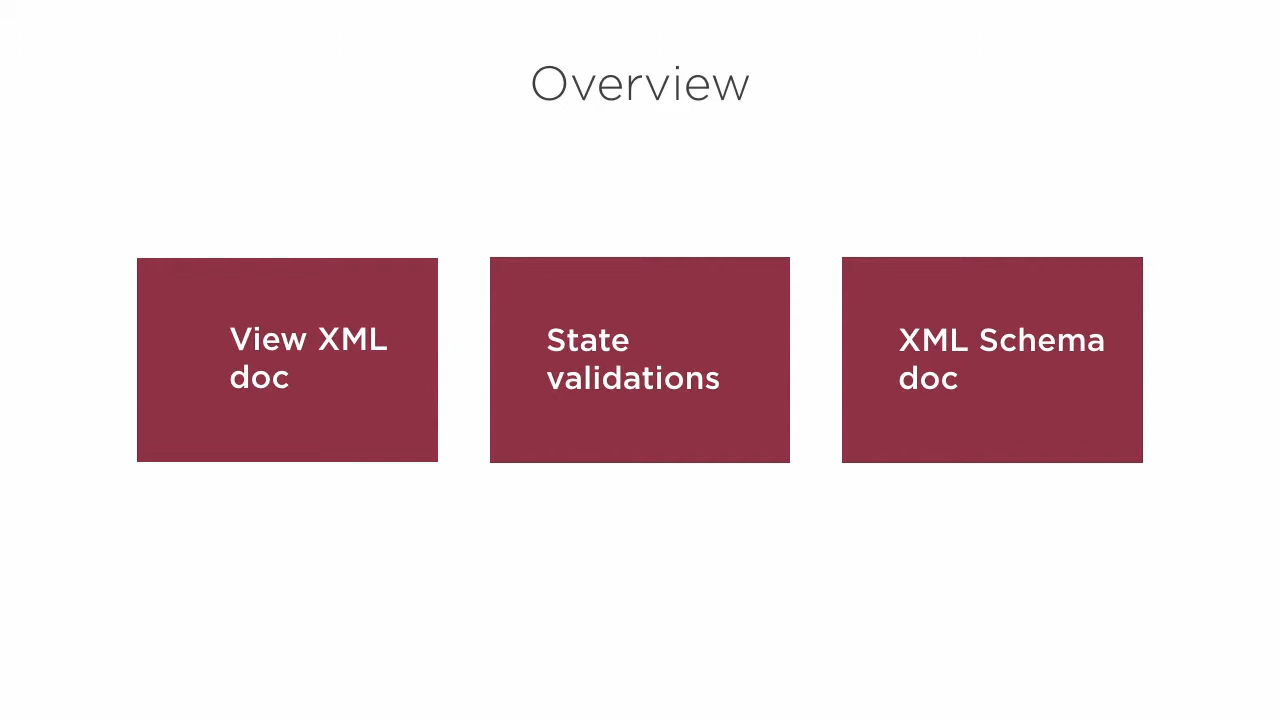 Overview
View XML
doc
State
validations
XML Schema
doc